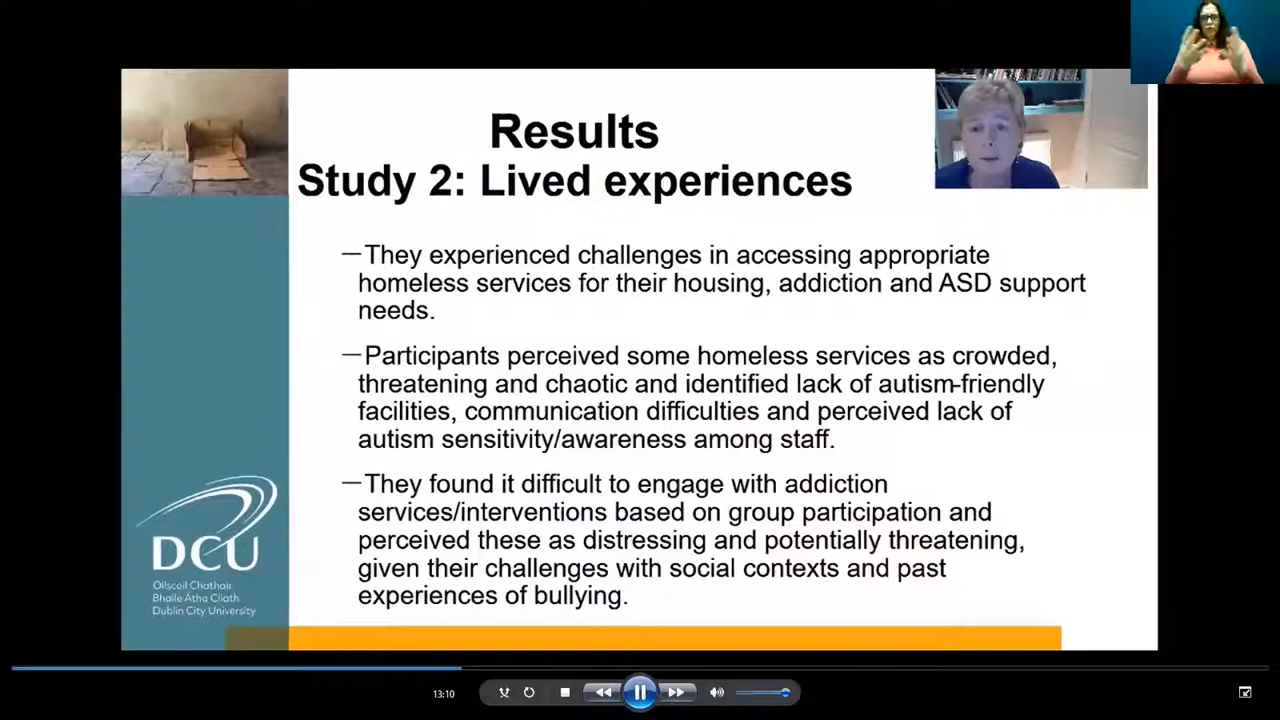 Results
Study 2: Lived experiences
—They experienced challenges in accessing appropriate
homeless services for their housing, addiction and ASD support
needs.
—Participants perceived some homeless services as crowded,
threatening and chaotic and identified lack of autism-friendly
facilities, communication difficulties and perceived lack of
autism sensitivity/awareness among staff.
—They found it difficult to engage with addiction
services/interventions based on group participation and
perceived these as distressing and potentially threatening,
given their challenges with social contexts and past
experiences of bullying.
DCU
Ollscoil Chathair
Bhaile Átha Cliath
Dublin City University
13:10